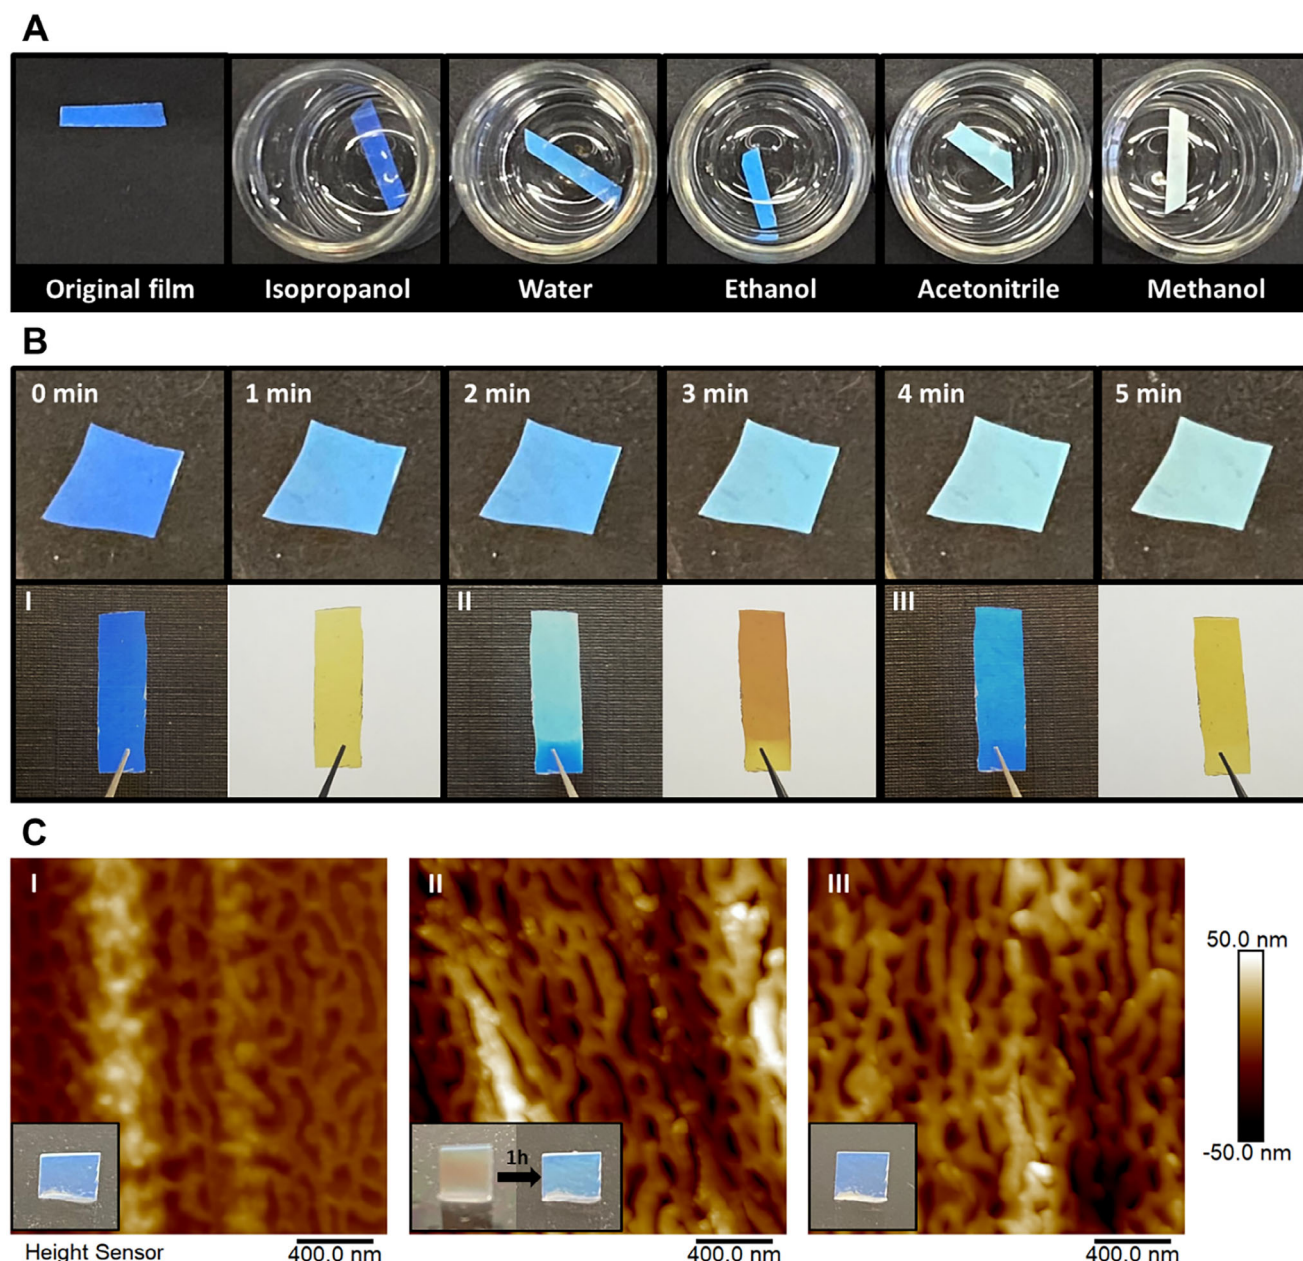 A
Original film
Isopropanol
Water
Ethanol
Acetonitrile
Methanol
B
0 min
1 min
2 min
3 min
4 min
5 min
I
II
III
C
I
II
III
1h
50.0 nm
-50.0 nm
Height Sensor
400.0 nm
400.0 nm
400.0 nm